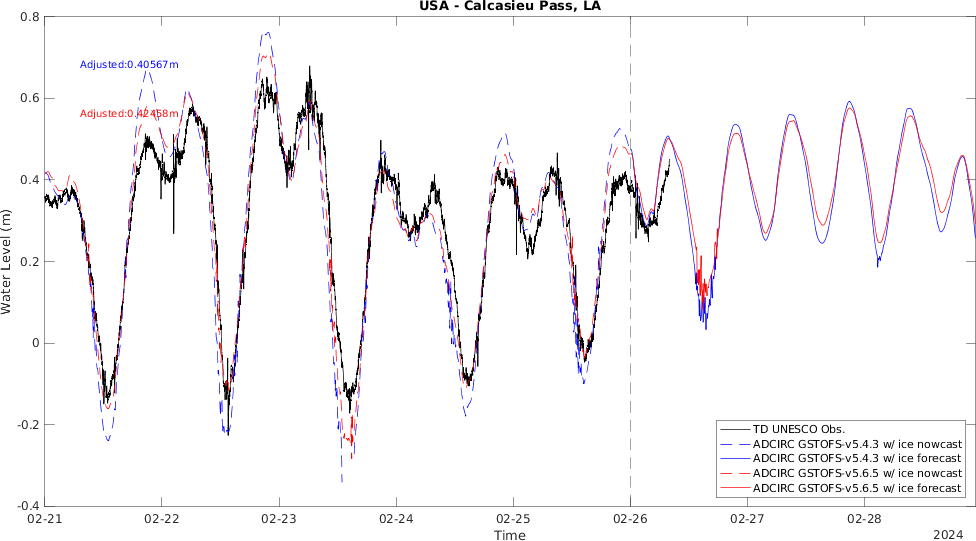 USA - Calcasieu Pass, LA
Adjusted:0.40567m
Adjusted:0.42468m
Water Level (m)
0.8
0.6
0.4
0.2
0
-0.2
-0.4
02-21 02-22 02-23 02-24 02-25 02-26 02-27 02-28
Time
2024
TD UNESCO Obs.
ADCIRC GSTOFS-v5.4.3 w/ ice nowcast
ADCIRC GSTOFS-v5.4.3 w/ ice forecast
ADCIRC GSTOFS-v5.6.5 w/ ice nowcast
ADCIRC GSTOFS-v5.6.5 w/ ice forecast